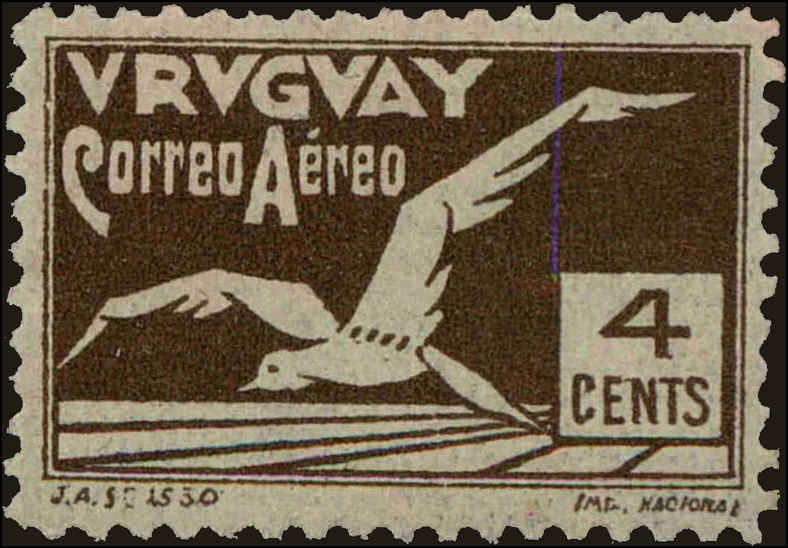 VRVGVAY
Correo Aéreo
4
CENTS
IMP. NACIONAL